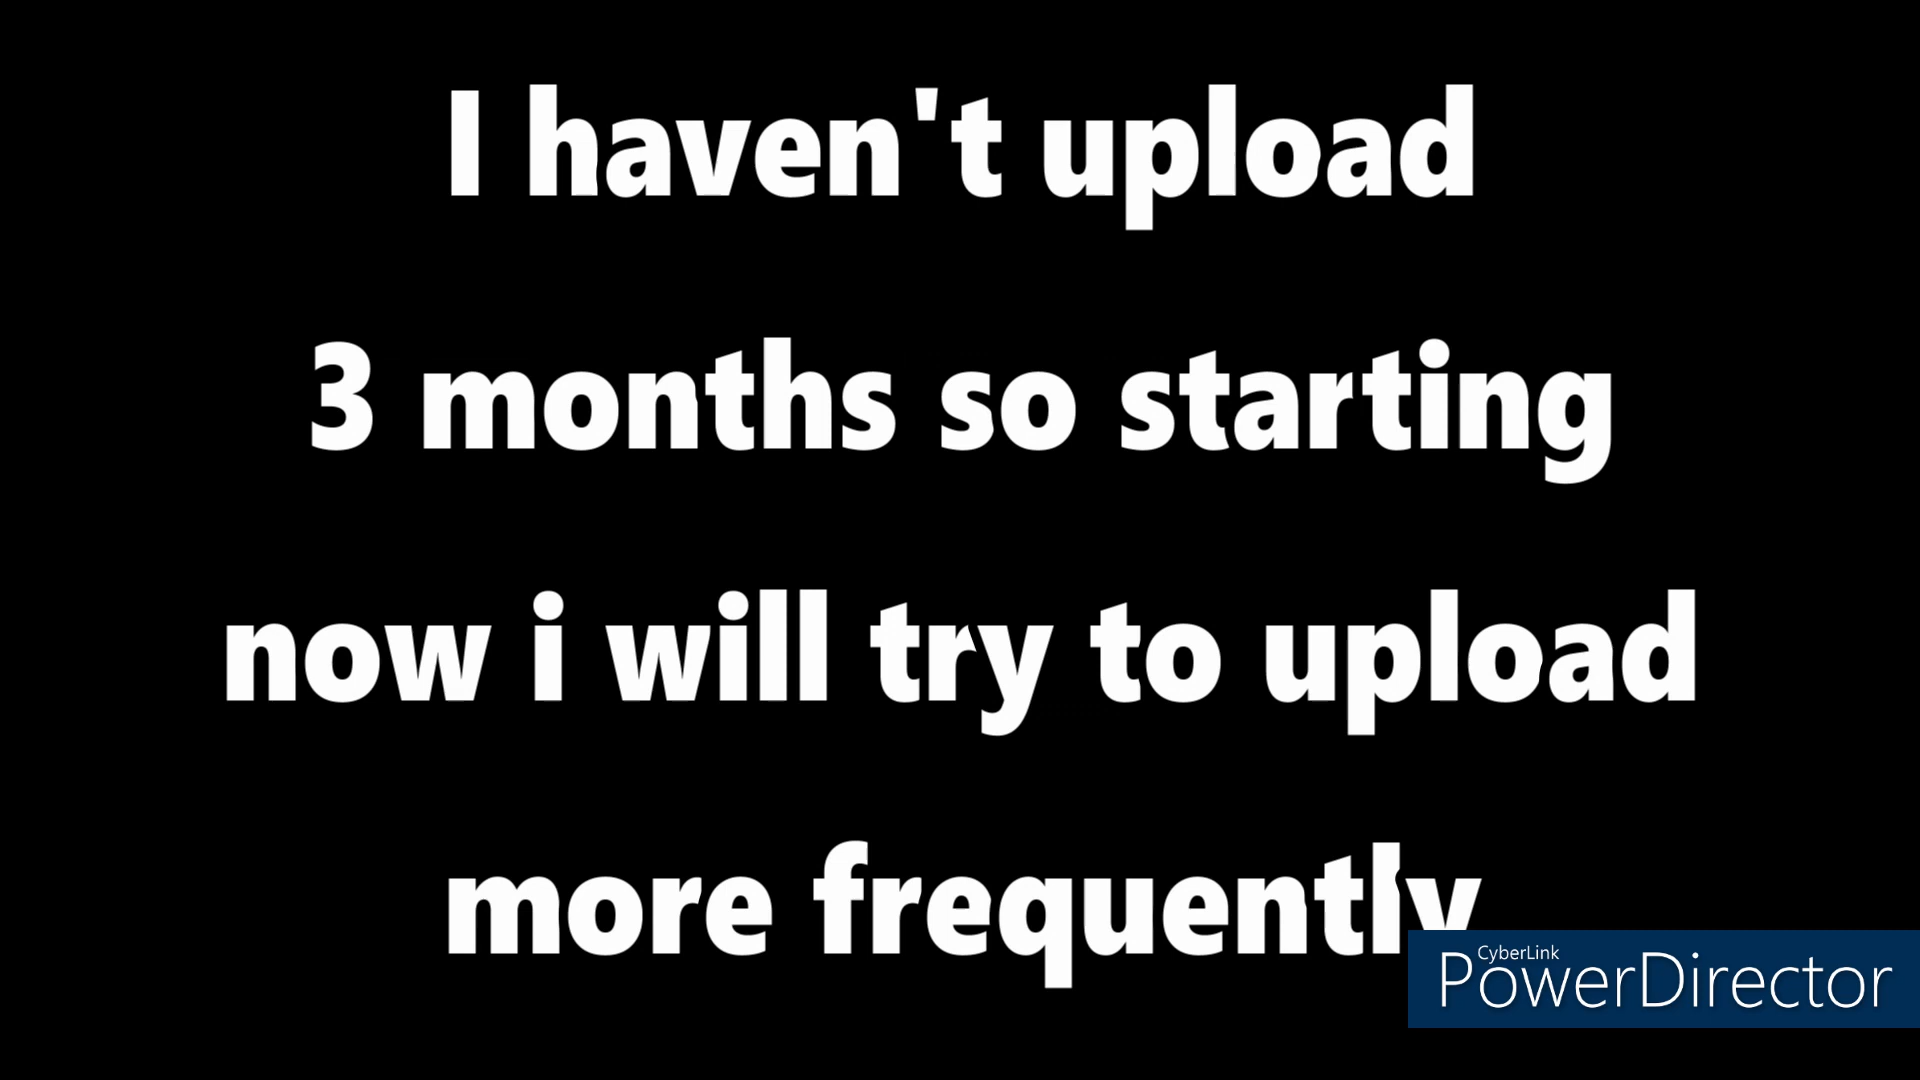 I haven't upload
3 months so starting
now i will try to upload
more frequently
CyberLink
PowerDirector